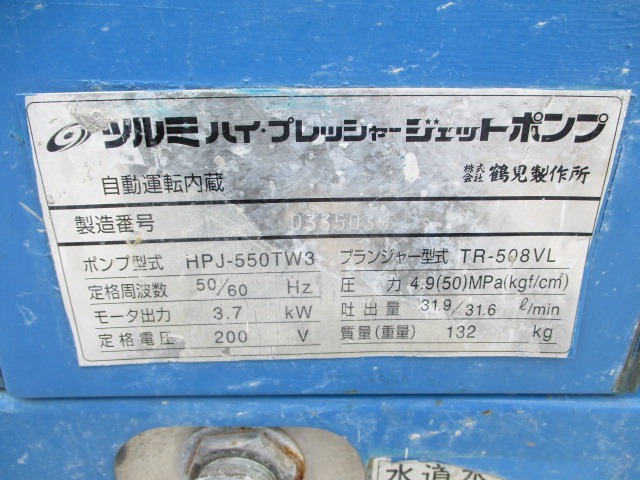 ツルミハイ・プレッシャージェットポンプ
自動運転内蔵
株式会社 鶴見製作所
製造番号
ポンプ型式 HPJ-550TW3 プランジャー型式 TR-508VL
定格周波数 50/60 Hz 圧力 4.9(50)MPa(kgf/cm²)
モータ出力 3.7 kW 吐出量 31.9/31.6 ℓ/min
定格電圧 200 V 質量(重量) 132 kg
水道水